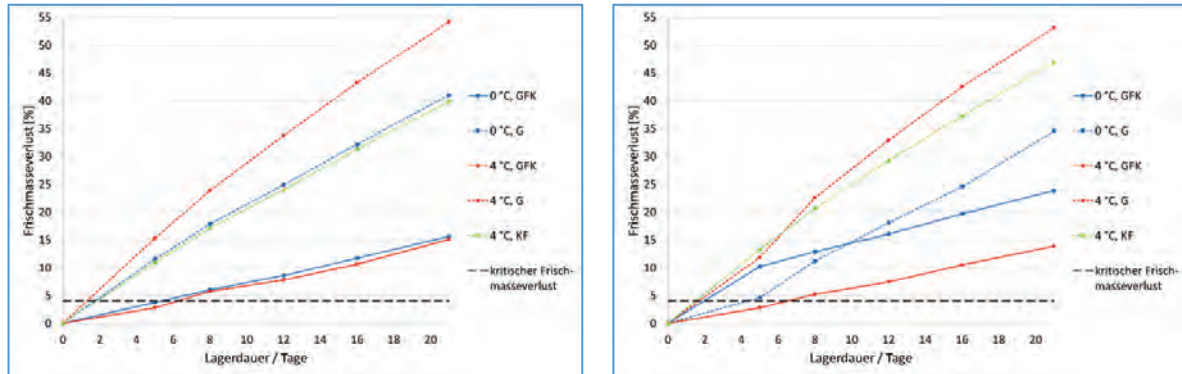 Frischmasseverlust [%]
55
50
45
40
35
30
25
20
15
10
5
0
0 2 4 6 8 10 12 14 16 18 20
Lagerdauer / Tage
0 °C, GFK
0 °C, G
4 °C, GFK
4 °C, G
4 °C, KF
kritischer Frisch-
masseverlust
Frischmasseverlust [%]
55
50
45
40
35
30
25
20
15
10
5
0
0 2 4 6 8 10 12 14 16 18 20
Lagerdauer / Tage
0 °C, GFK
0 °C, G
4 °C, GFK
4 °C, G
4 °C, KF
kritischer Frisch-
masseverlust